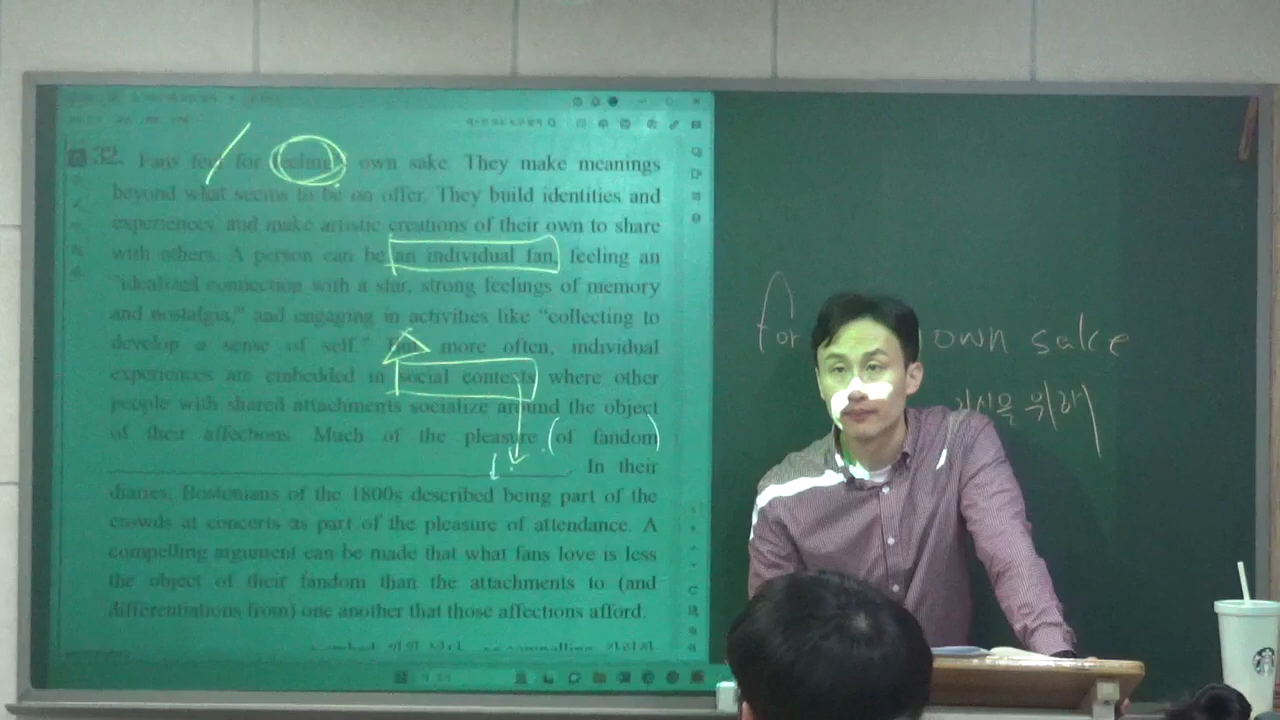 32. Fans feel for feeling's own sake. They make meanings
beyond what seems to be on offer. They build identities and
experiences, and make artistic creations of their own to share
with others. A person can be an individual fan, feeling an
"idealized connection with a star, strong feelings of memory
and nostalgia," and engaging in activities like "collecting to
develop a sense of self." But more often, individual
experiences are embedded in social contexts where other
people with shared attachments socialize around the object
of their affections. Much of the pleasure (of fandom)
. In their
diaries, Bostonians of the 1800s described being part of the
crowds at concerts as part of the pleasure of attendance. A
compelling argument can be made that what fans love is less
the object of their fandom than the attachments to (and
differentiations from) one another that those affections afford.
for own sake
자신을 위해